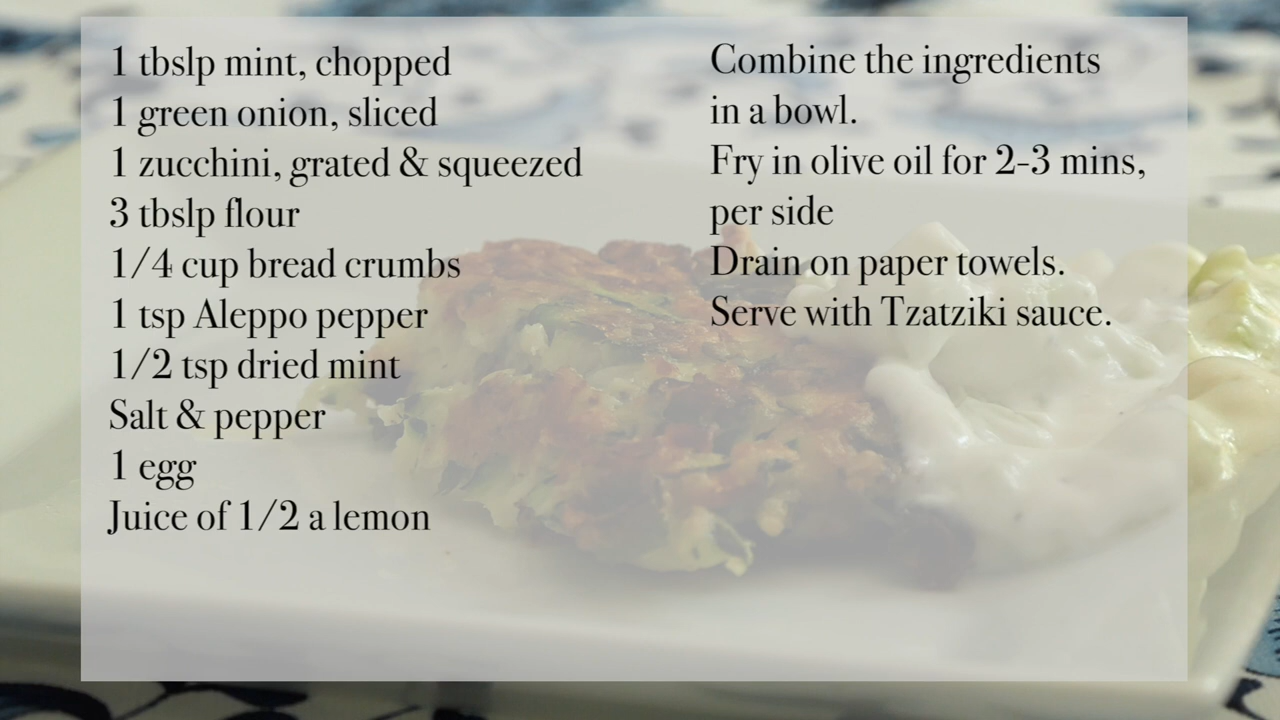 1 tbslp mint, chopped
1 green onion, sliced
1 zucchini, grated & squeezed
3 tbslp flour
1/4 cup bread crumbs
1 tsp Aleppo pepper
1/2 tsp dried mint
Salt & pepper
1 egg
Juice of 1/2 a lemon
Combine the ingredients
in a bowl.
Fry in olive oil for 2-3 mins,
per side
Drain on paper towels.
Serve with Tzatziki sauce.